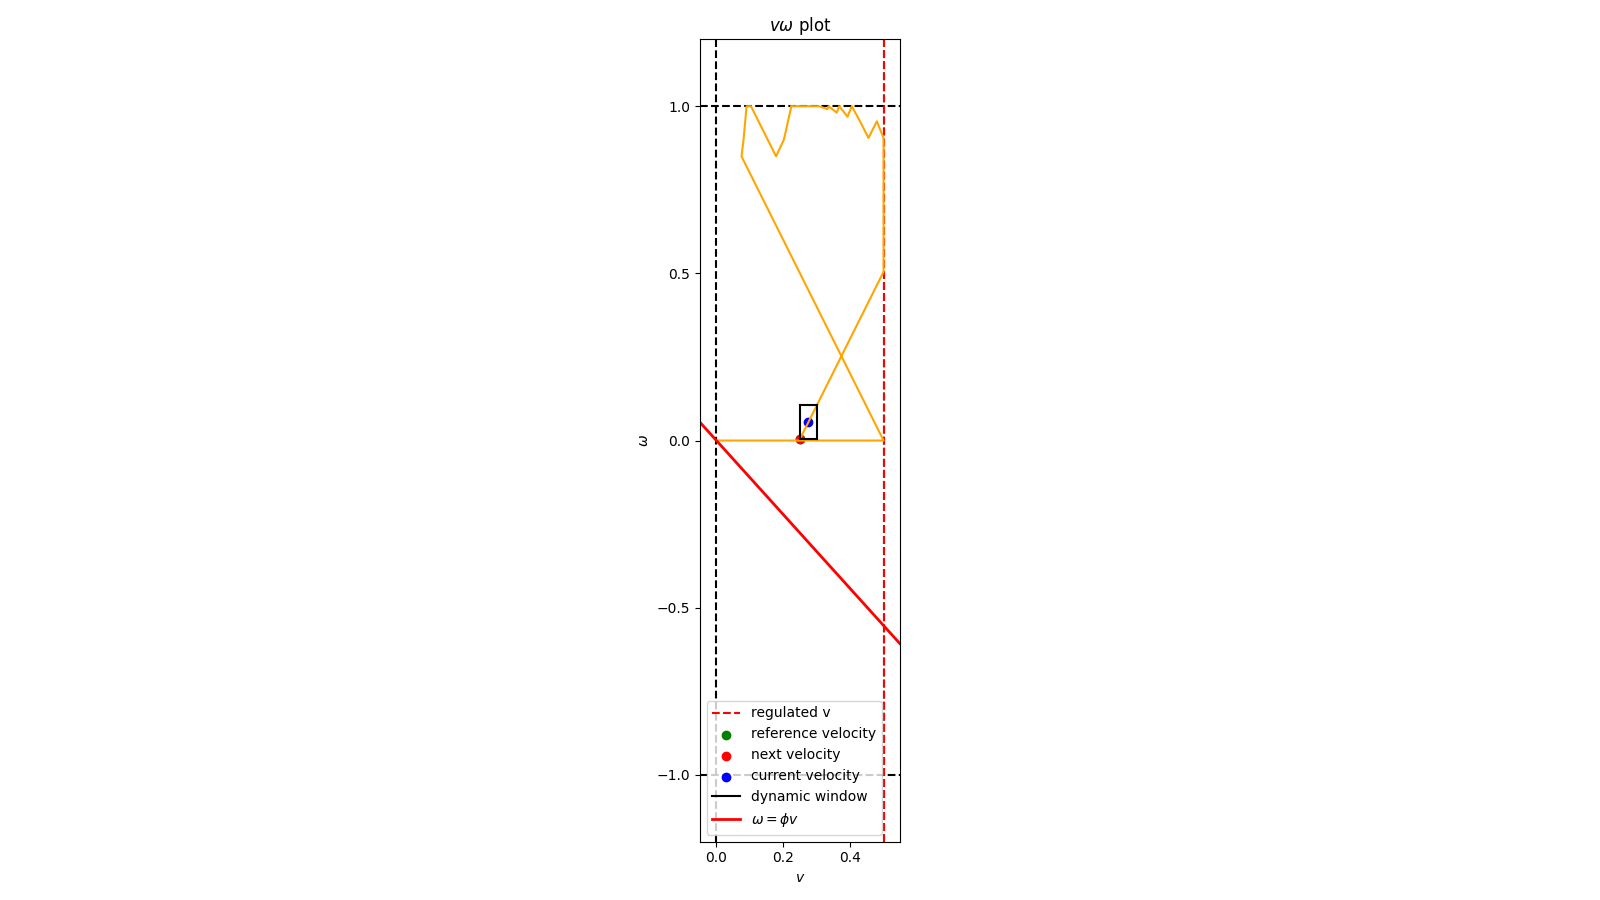 vω plot
1.0
0.5
0.0
−0.5
−1.0
ω
regulated v
reference velocity
next velocity
current velocity
dynamic window
ω = ϕv
0.0 0.2 0.4
v